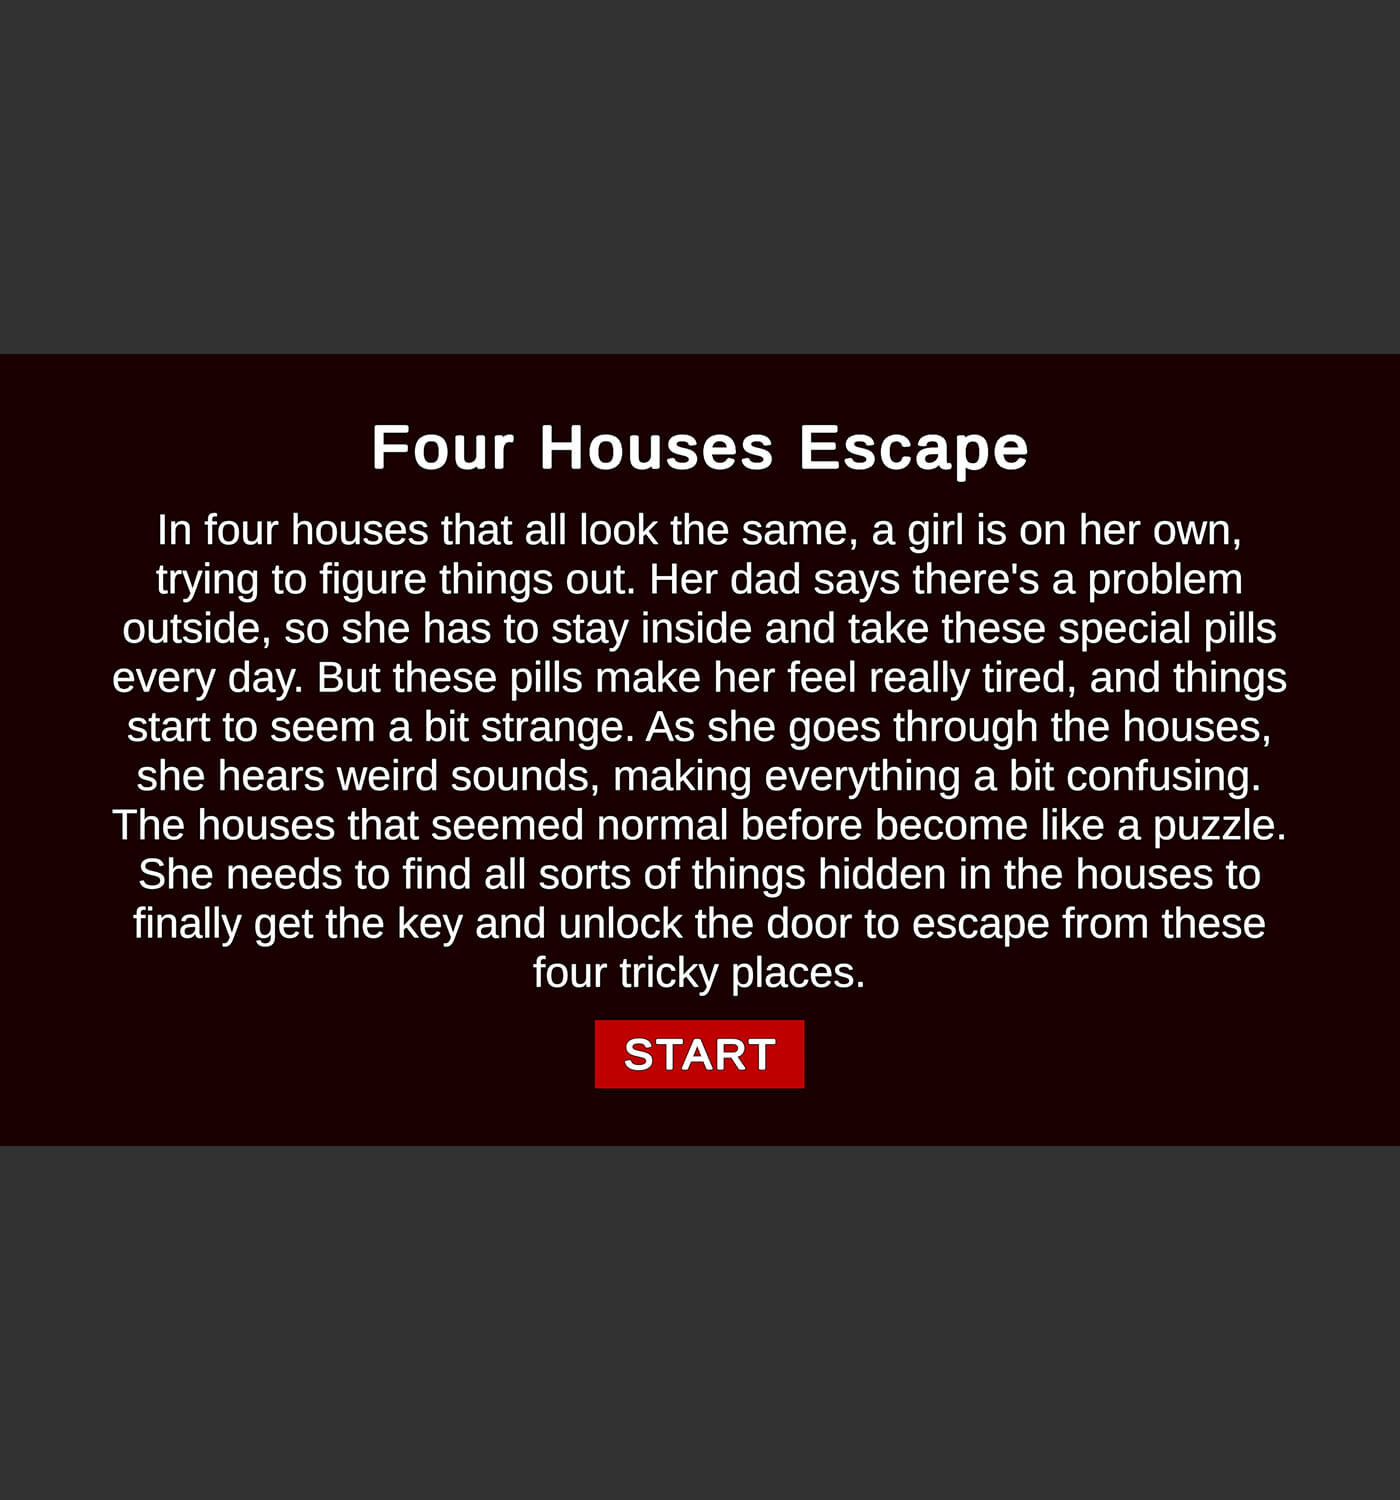 Four Houses Escape
In four houses that all look the same, a girl is on her own,
trying to figure things out. Her dad says there's a problem
outside, so she has to stay inside and take these special pills
every day. But these pills make her feel really tired, and things
start to seem a bit strange. As she goes through the houses,
she hears weird sounds, making everything a bit confusing.
The houses that seemed normal before become like a puzzle.
She needs to find all sorts of things hidden in the houses to
finally get the key and unlock the door to escape from these
four tricky places.
START